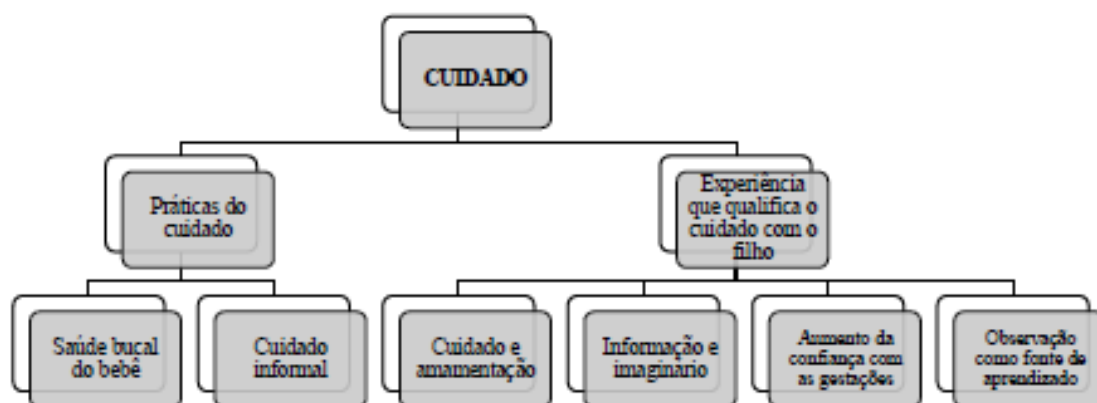 CUIDADO
Práticas do
cuidado
Experiência
que qualifica o
cuidado com o
filho
Saúde bucal
do bebê
Cuidado
informal
Cuidado e
amamentação
Informação e
imaginário
Aumento da
confiança com
as gestações
Observação
como fonte de
aprendizado